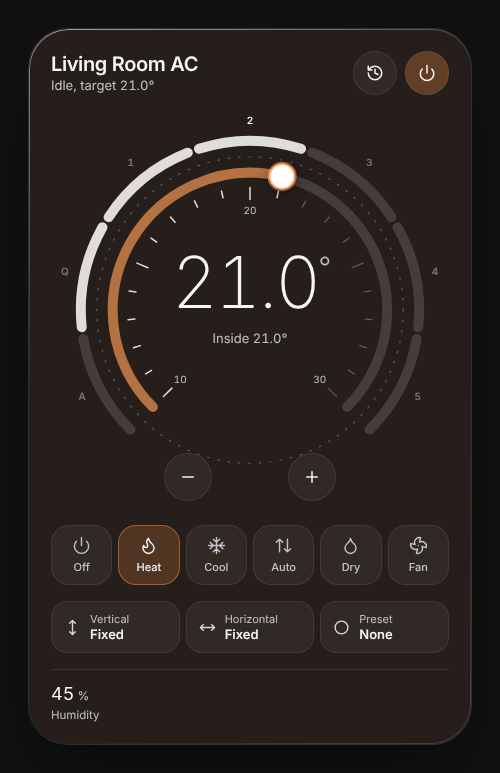 Living Room AC
Idle, target 21.0°
2
1
3
20
Q
4
21.0°
Inside 21.0°
10
30
A
5
−
+
Off
Heat
Cool
Auto
Dry
Fan
Vertical
Fixed
Horizontal
Fixed
Preset
None
45 %
Humidity